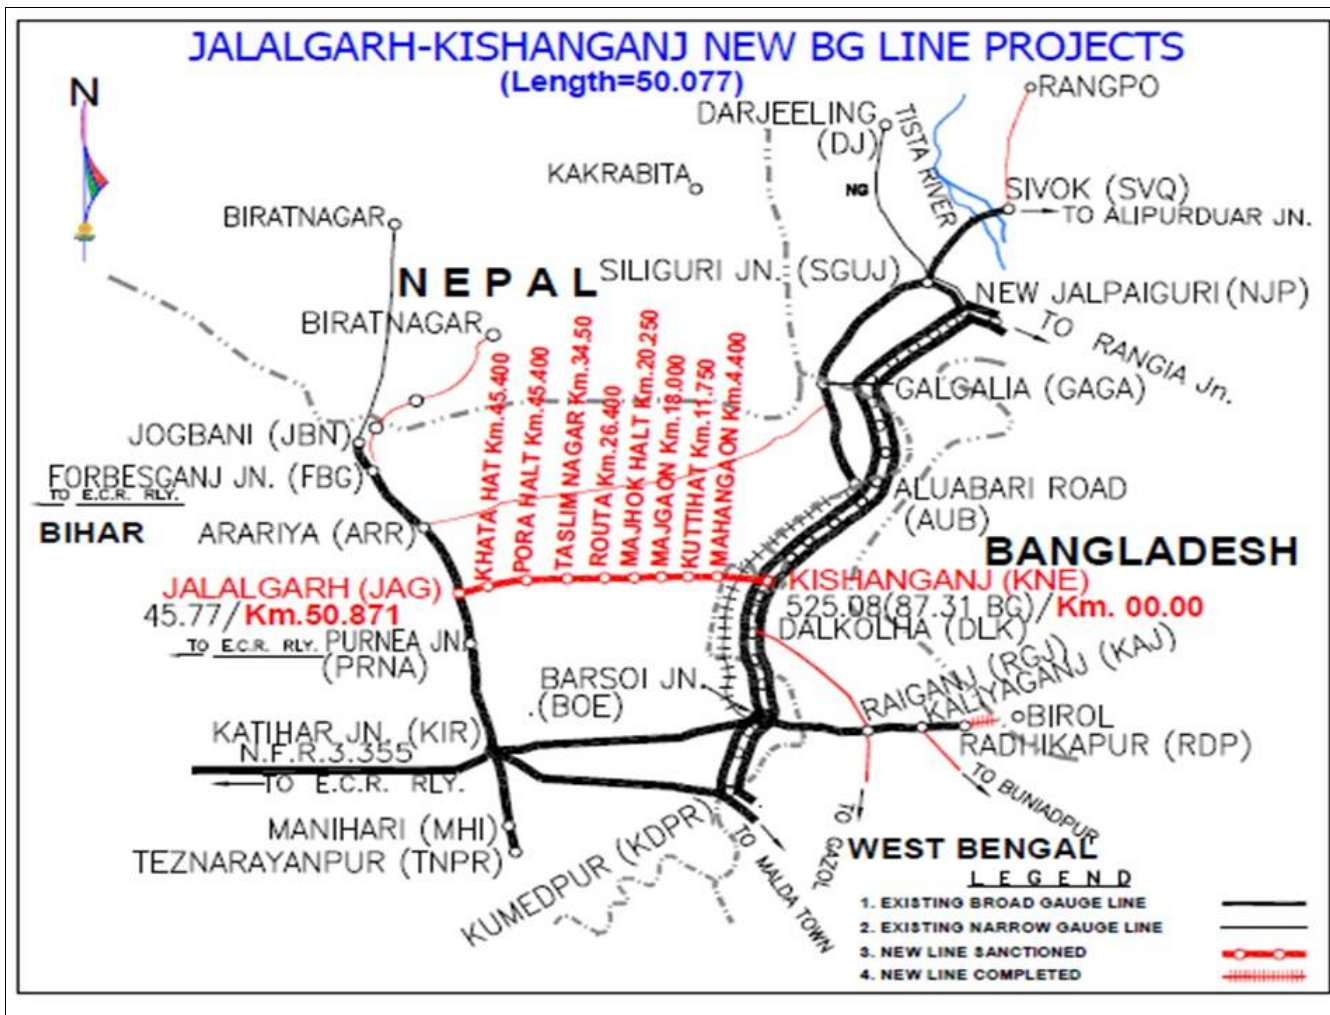 JALALGARH-KISHANGANJ NEW BG LINE PROJECTS
(Length=50.077)
N
RANGPO
DARJEELING
(DJ)
TISTA RIVER
KAKRABITA
NG
SIVOK (SVQ)
TO ALIPURDUAR JN.
BIRATNAGAR
NEPAL
SILIGURI JN. (SGUJ)
NEW JALPAIGURI (NJP)
BIRATNAGAR
TO RANGIA Jn.
KHATA HAT Km.45.400
PORA HALT Km.45.400
TASLIM NAGAR Km.34.50
ROUTA Km.26.400
MAJHOK HALT Km.20.250
MAJGAON Km.18.000
KUTTIHAT Km.11.750
MAHANGAON Km.4.400
GALGALIA (GAGA)
JOGBANI (JBN)
FORBESGANJ JN. (FBG)
TO E.C.R. RLY.
BIHAR
ARARIYA (ARR)
ALUABARI ROAD
(AUB)
BANGLADESH
JALALGARH (JAG)
45.77/Km.50.871
KISHANGANJ (KNE)
525.08(87.31 BG)/Km. 00.00
TO E.C.R. RLY. PURNEA JN.
(PRNA)
DALKOLHA (DLK)
BARSOI JN.
.(BOE)
RAIGANJ (RGJ)
KALIYAGANJ (KAJ)
BIROL
RADHIKAPUR (RDP)
KATIHAR JN. (KIR)
N.F.R.3.355
TO E.C.R. RLY.
TO BUNIADPUR
TO GAZOL
MANIHARI (MHI)
TEZNARAYANPUR (TNPR)
KUMEDPUR (KDPR)
TO MALDA TOWN
WEST BENGAL
LEGEND
1. EXISTING BROAD GAUGE LINE
2. EXISTING NARROW GAUGE LINE
3. NEW LINE SANCTIONED
4. NEW LINE COMPLETED